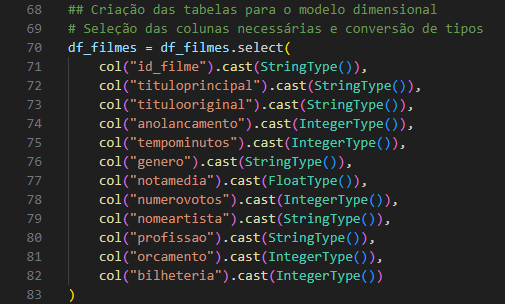 68 ## Criação das tabelas para o modelo dimensional
69 # Seleção das colunas necessárias e conversão de tipos
70 df_filmes = df_filmes.select(
71     col("id_filme").cast(StringType()),
72     col("tituloprincipal").cast(StringType()),
73     col("titulooriginal").cast(StringType()),
74     col("anolancamento").cast(IntegerType()),
75     col("tempominutos").cast(IntegerType()),
76     col("genero").cast(StringType()),
77     col("notamedia").cast(FloatType()),
78     col("numerovotos").cast(IntegerType()),
79     col("nomeartista").cast(StringType()),
80     col("profissao").cast(StringType()),
81     col("orcamento").cast(IntegerType()),
82     col("bilheteria").cast(IntegerType())
83 )